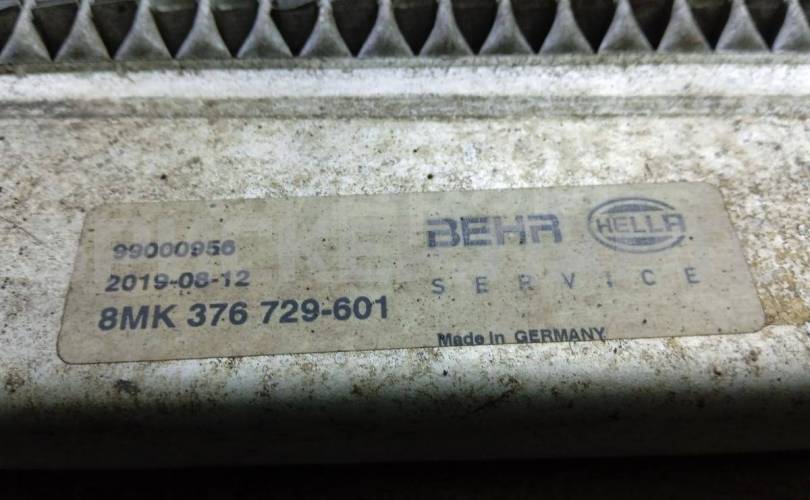 99000956
2019-08-12
8MK 376 729-601
BEHR HELLA
SERVICE
Made in GERMANY